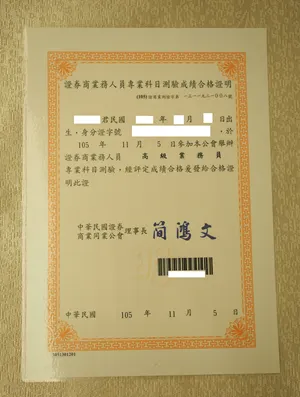 證券商業務人員專業科目測驗成績合格證明
君民國 年 月 日出
生,身分證字號 ,於
105 年 11 月 5 日參加本公會舉辦
證券商業務人員 高級業務員
專業科目測驗,經評定成績合格爰發給合格證
明此證
中華民國證券
商業同業公會 理事長 簡鴻文
中華民國 105 年 11 月 5 日